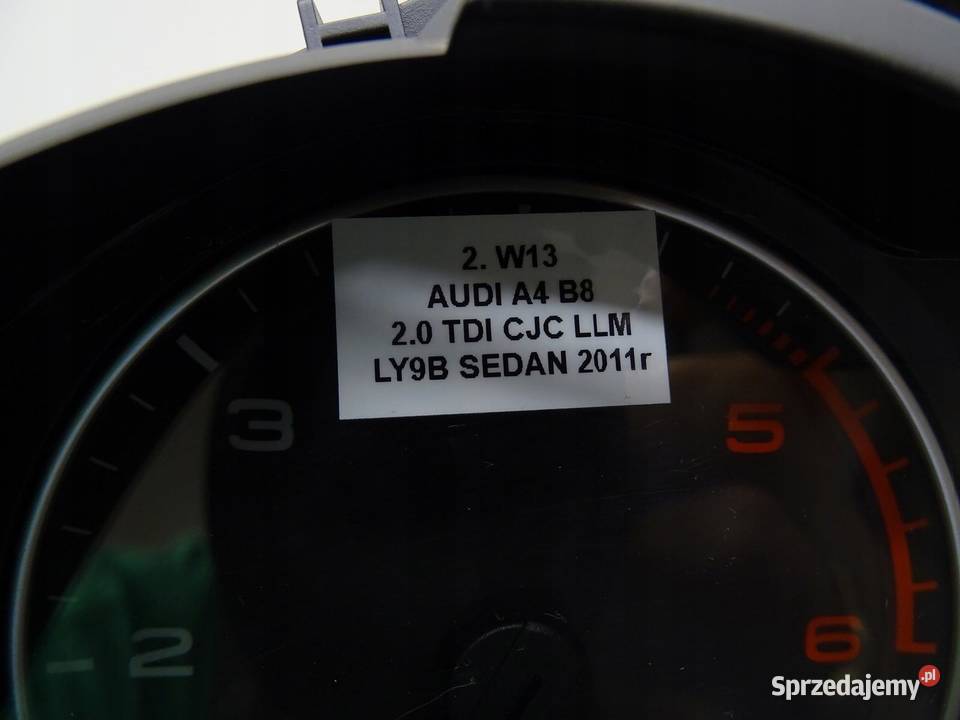 2. W13
AUDI A4 B8
2.0 TDI CJC LLM
LY9B SEDAN 2011r
3
5
2
6
Sprzedajemy.pl